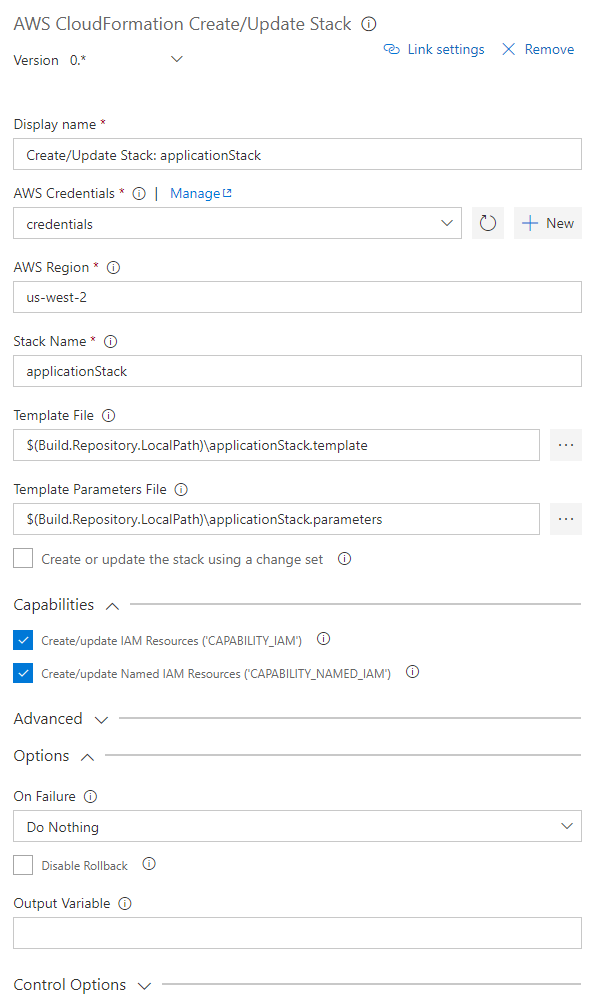 AWS CloudFormation Create/Update Stack
Link settings Remove
Version 0.*
Display name *
Create/Update Stack: applicationStack
AWS Credentials * | Manage
credentials
New
AWS Region *
us-west-2
Stack Name *
applicationStack
Template File
$(Build.Repository.LocalPath)\applicationStack.template
...
Template Parameters File
$(Build.Repository.LocalPath)\applicationStack.parameters
...
Create or update the stack using a change set
Capabilities
Create/update IAM Resources ('CAPABILITY_IAM')
Create/update Named IAM Resources ('CAPABILITY_NAMED_IAM')
Advanced
Options
On Failure
Do Nothing
Disable Rollback
Output Variable
Control Options